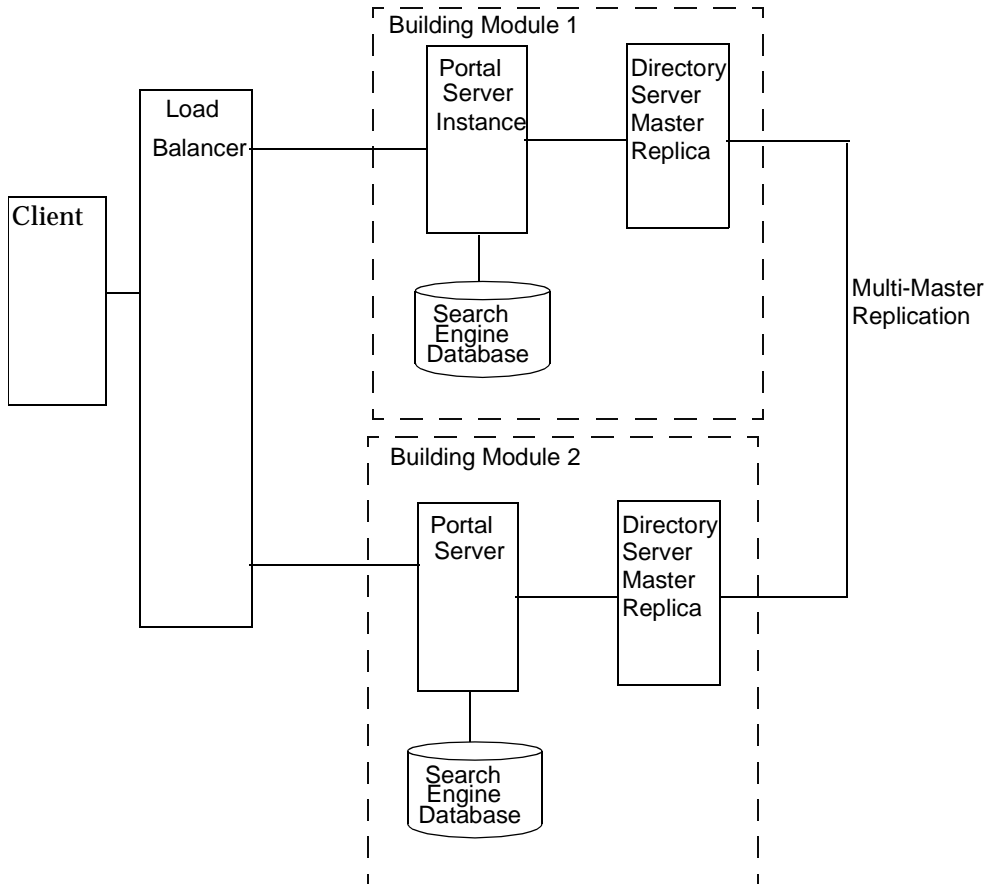 Building Module 1
Portal
Server
Instance
Directory
Server
Master
Replica
Load
Balancer
Client
Search
Engine
Database
Multi-Master
Replication
Building Module 2
Portal
Server
Directory
Server
Master
Replica
Search
Engine
Database